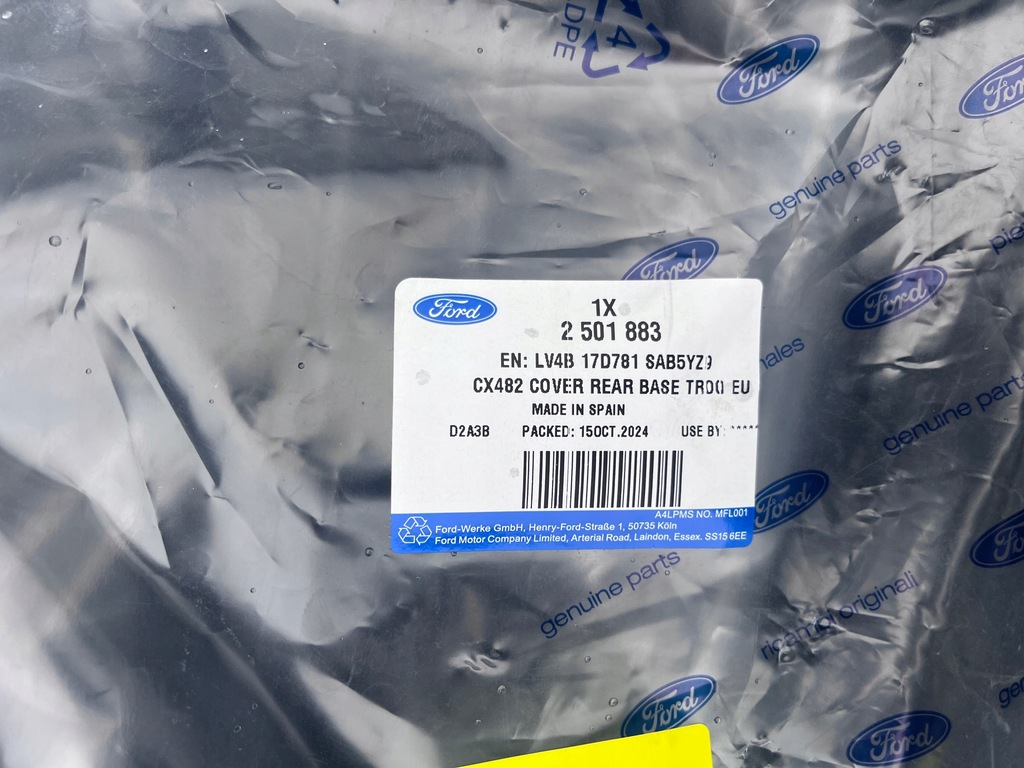 4
DPE
Ford
Ford
genuine parts
Ford
Ford
Ford
1X
2 501 883
EN: LV4B 17D781 SAB5YZ9
CX482 COVER REAR BASE EU
MADE IN SPAIN
D2A3B PACKED: 15OCT.2024 USE BY: *****
A4LPMS NO. MFL001
Ford-Werke GmbH, Henry-Ford-Straße 1, 50735 Köln
Ford Motor Company Limited, Arterial Road, Laindon, Essex. SS15 6EE
genuine parts
Ford
Ford
genuine parts
ricambi originali
Ford
Ford